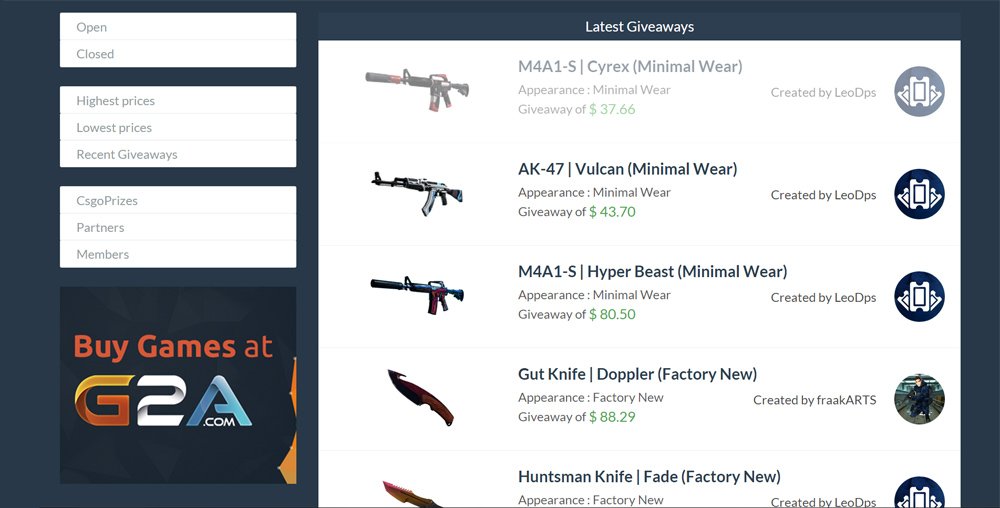 Open
Closed
Highest prices
Lowest prices
Recent Giveaways
CsgoPrizes
Partners
Members
Buy Games at
G2A.COM
Latest Giveaways
M4A1-S | Cyrex (Minimal Wear)
Appearance : Minimal Wear
Giveaway of $ 37.66
Created by LeoDps
AK-47 | Vulcan (Minimal Wear)
Appearance : Minimal Wear
Giveaway of $ 43.70
Created by LeoDps
M4A1-S | Hyper Beast (Minimal Wear)
Appearance : Minimal Wear
Giveaway of $ 80.50
Created by LeoDps
Gut Knife | Doppler (Factory New)
Appearance : Factory New
Giveaway of $ 88.29
Created by fraakARTS
Huntsman Knife | Fade (Factory New)
Appearance : Factory New
Created by LeoDps